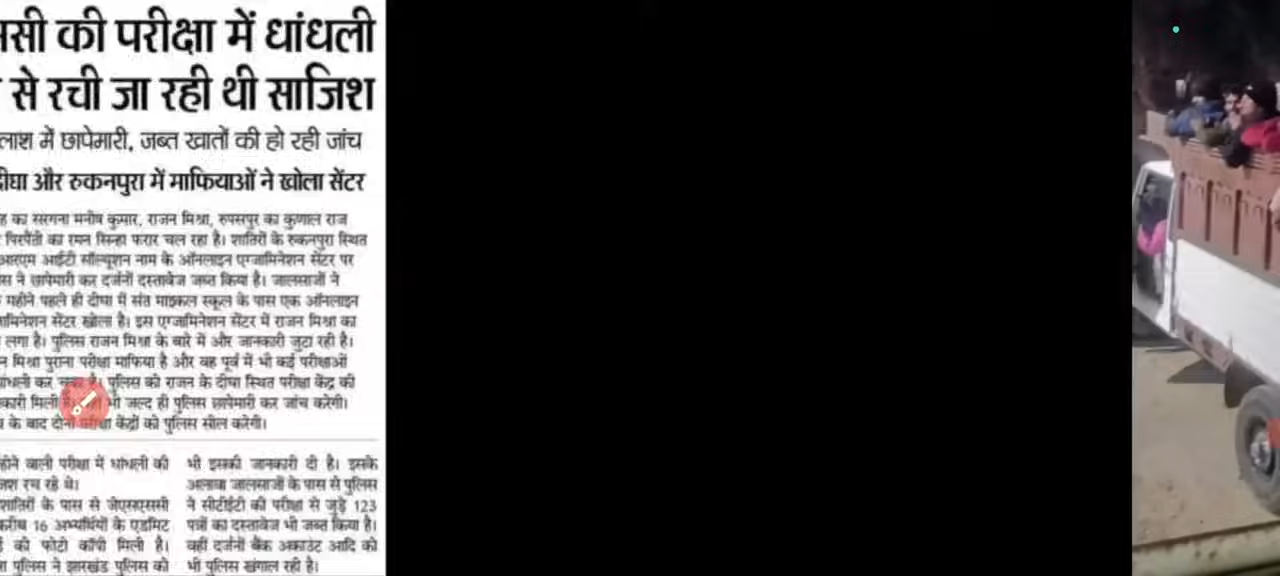 की परीक्षा में धांधली
से रची जा रही थी साजिश
में छापेमारी, जब्त खातों की हो रही जांच
और रुकनपुरा में माफियाओं ने खोला सेंटर
का सरगना मनीष कुमार, राजन मिश्रा, रुपसपुर का कुणाल राज
पिरपैंती का रमन सिन्हा फरार चल रहा है। शातिरों के रुकनपुरा स्थित
आईटी सॉल्यूशन नाम के ऑनलाइन एग्जामिनेशन सेंटर पर
ने छापेमारी कर दर्जनों दस्तावेज जब्त किया है। जालसाजों ने
महीने पहले ही दीघा में संत माइकल स्कूल के पास एक ऑनलाइन
सेंटर खोला है। इस एग्जामिनेशन सेंटर में राजन मिश्रा का
लगा है। पुलिस राजन मिश्रा के बारे में और जानकारी जुटा रही है।
मिश्रा पुराना परीक्षा माफिया है और वह पूर्व में भी कई परीक्षाओं
कर चुका है। पुलिस को राजन के दीघा स्थित परीक्षा केंद्र की
मिली भी जल्द ही पुलिस छापेमारी कर जांच करेगी।
के बाद दोनों परीक्षा केंद्रों को पुलिस सील करेगी।
होने वाली परीक्षा में धांधली की
रच रहे थे।
शातिरों के पास से जेएसएससी
करीब 16 अभ्यर्थियों के एडमिट
की फोटो कॉपी मिली है।
पुलिस ने झारखंड पुलिस को
भी इसकी जानकारी दी है। इसके
अलावा जालसाजों के पास से पुलिस
ने सीटीईटी की परीक्षा से जुड़े 123
पन्नों का दस्तावेज भी जब्त किया है।
वहीं दर्जनों बैंक अकाउंट आदि को
भी पुलिस खंगाल रही है।